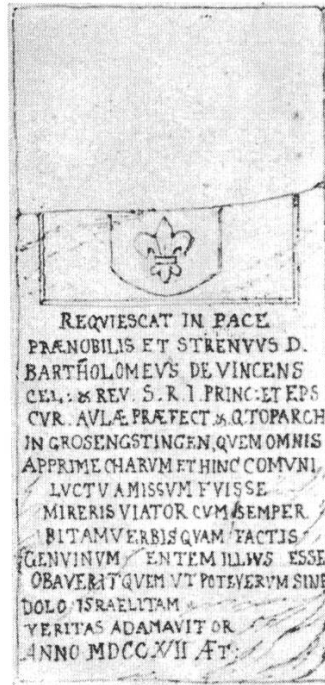 REQVIESCAT IN PACE
PRÆNOBILIS ET STRENVVS D.
BARTHOLOMEVS DE VINCENS
CEL: & REV. S. R. I. PRINC: ET EPS
CVR. AVLÆ PRÆFECT. &. Q. TOPARCH
IN GROSENGSTINGEN, QVEM OMNIS
APPRIME CHARVM ET HINC COMVNI
LVCTV AMISSVM FVISSE
MIRERIS VIATOR CVM SEMPER
BITAM VERBIS QVAM FACTIS
GENVINVM ENTEM ILLIVS ESSE
OBAVERIT QVEM VT POTE VERVM SINE
DOLO ISRAELITAM
VERITAS ADAMAVIT OR
ANNO MDCC.XVII ÆT: